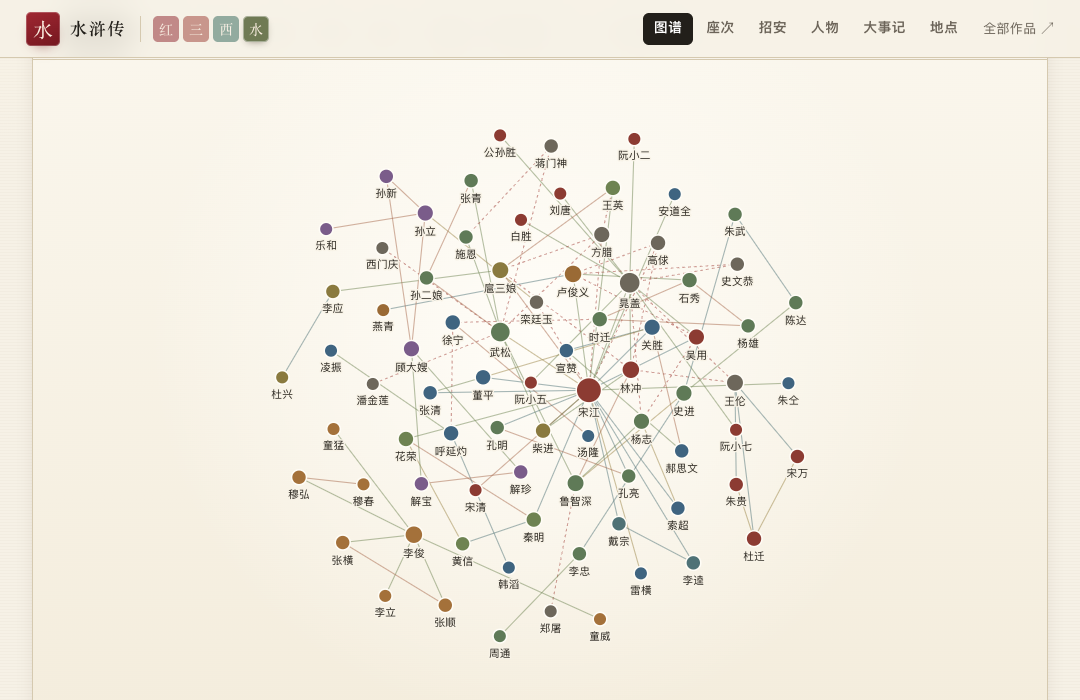 水 水浒传 红 三 西 水 图谱 座次 招安 人物 大事记 地点 全部作品 ↗
公孙胜
蒋门神
阮小二
孙新
张青
刘唐
王英
安道全
孙立
白胜
朱武
乐和
施恩
方腊
高俅
西门庆
史文恭
孙二娘
扈三娘
卢俊义
晁盖
石秀
李应
燕青
栾廷玉
陈达
徐宁
武松
时迁
关胜
杨雄
凌振
顾大嫂
宣赞
吴用
杜兴
潘金莲
张清
董平
阮小五
宋江
林冲
史进
王伦
朱仝
童猛
花荣
呼延灼
孔明
柴进
汤隆
杨志
郝思文
阮小七
宋万
穆弘
穆春
解宝
宋清
解珍
鲁智深
孔亮
朱贵
索超
张横
李俊
黄信
秦明
戴宗
杜迁
韩滔
李忠
雷横
李逵
李立
张顺
郑屠
童威
周通